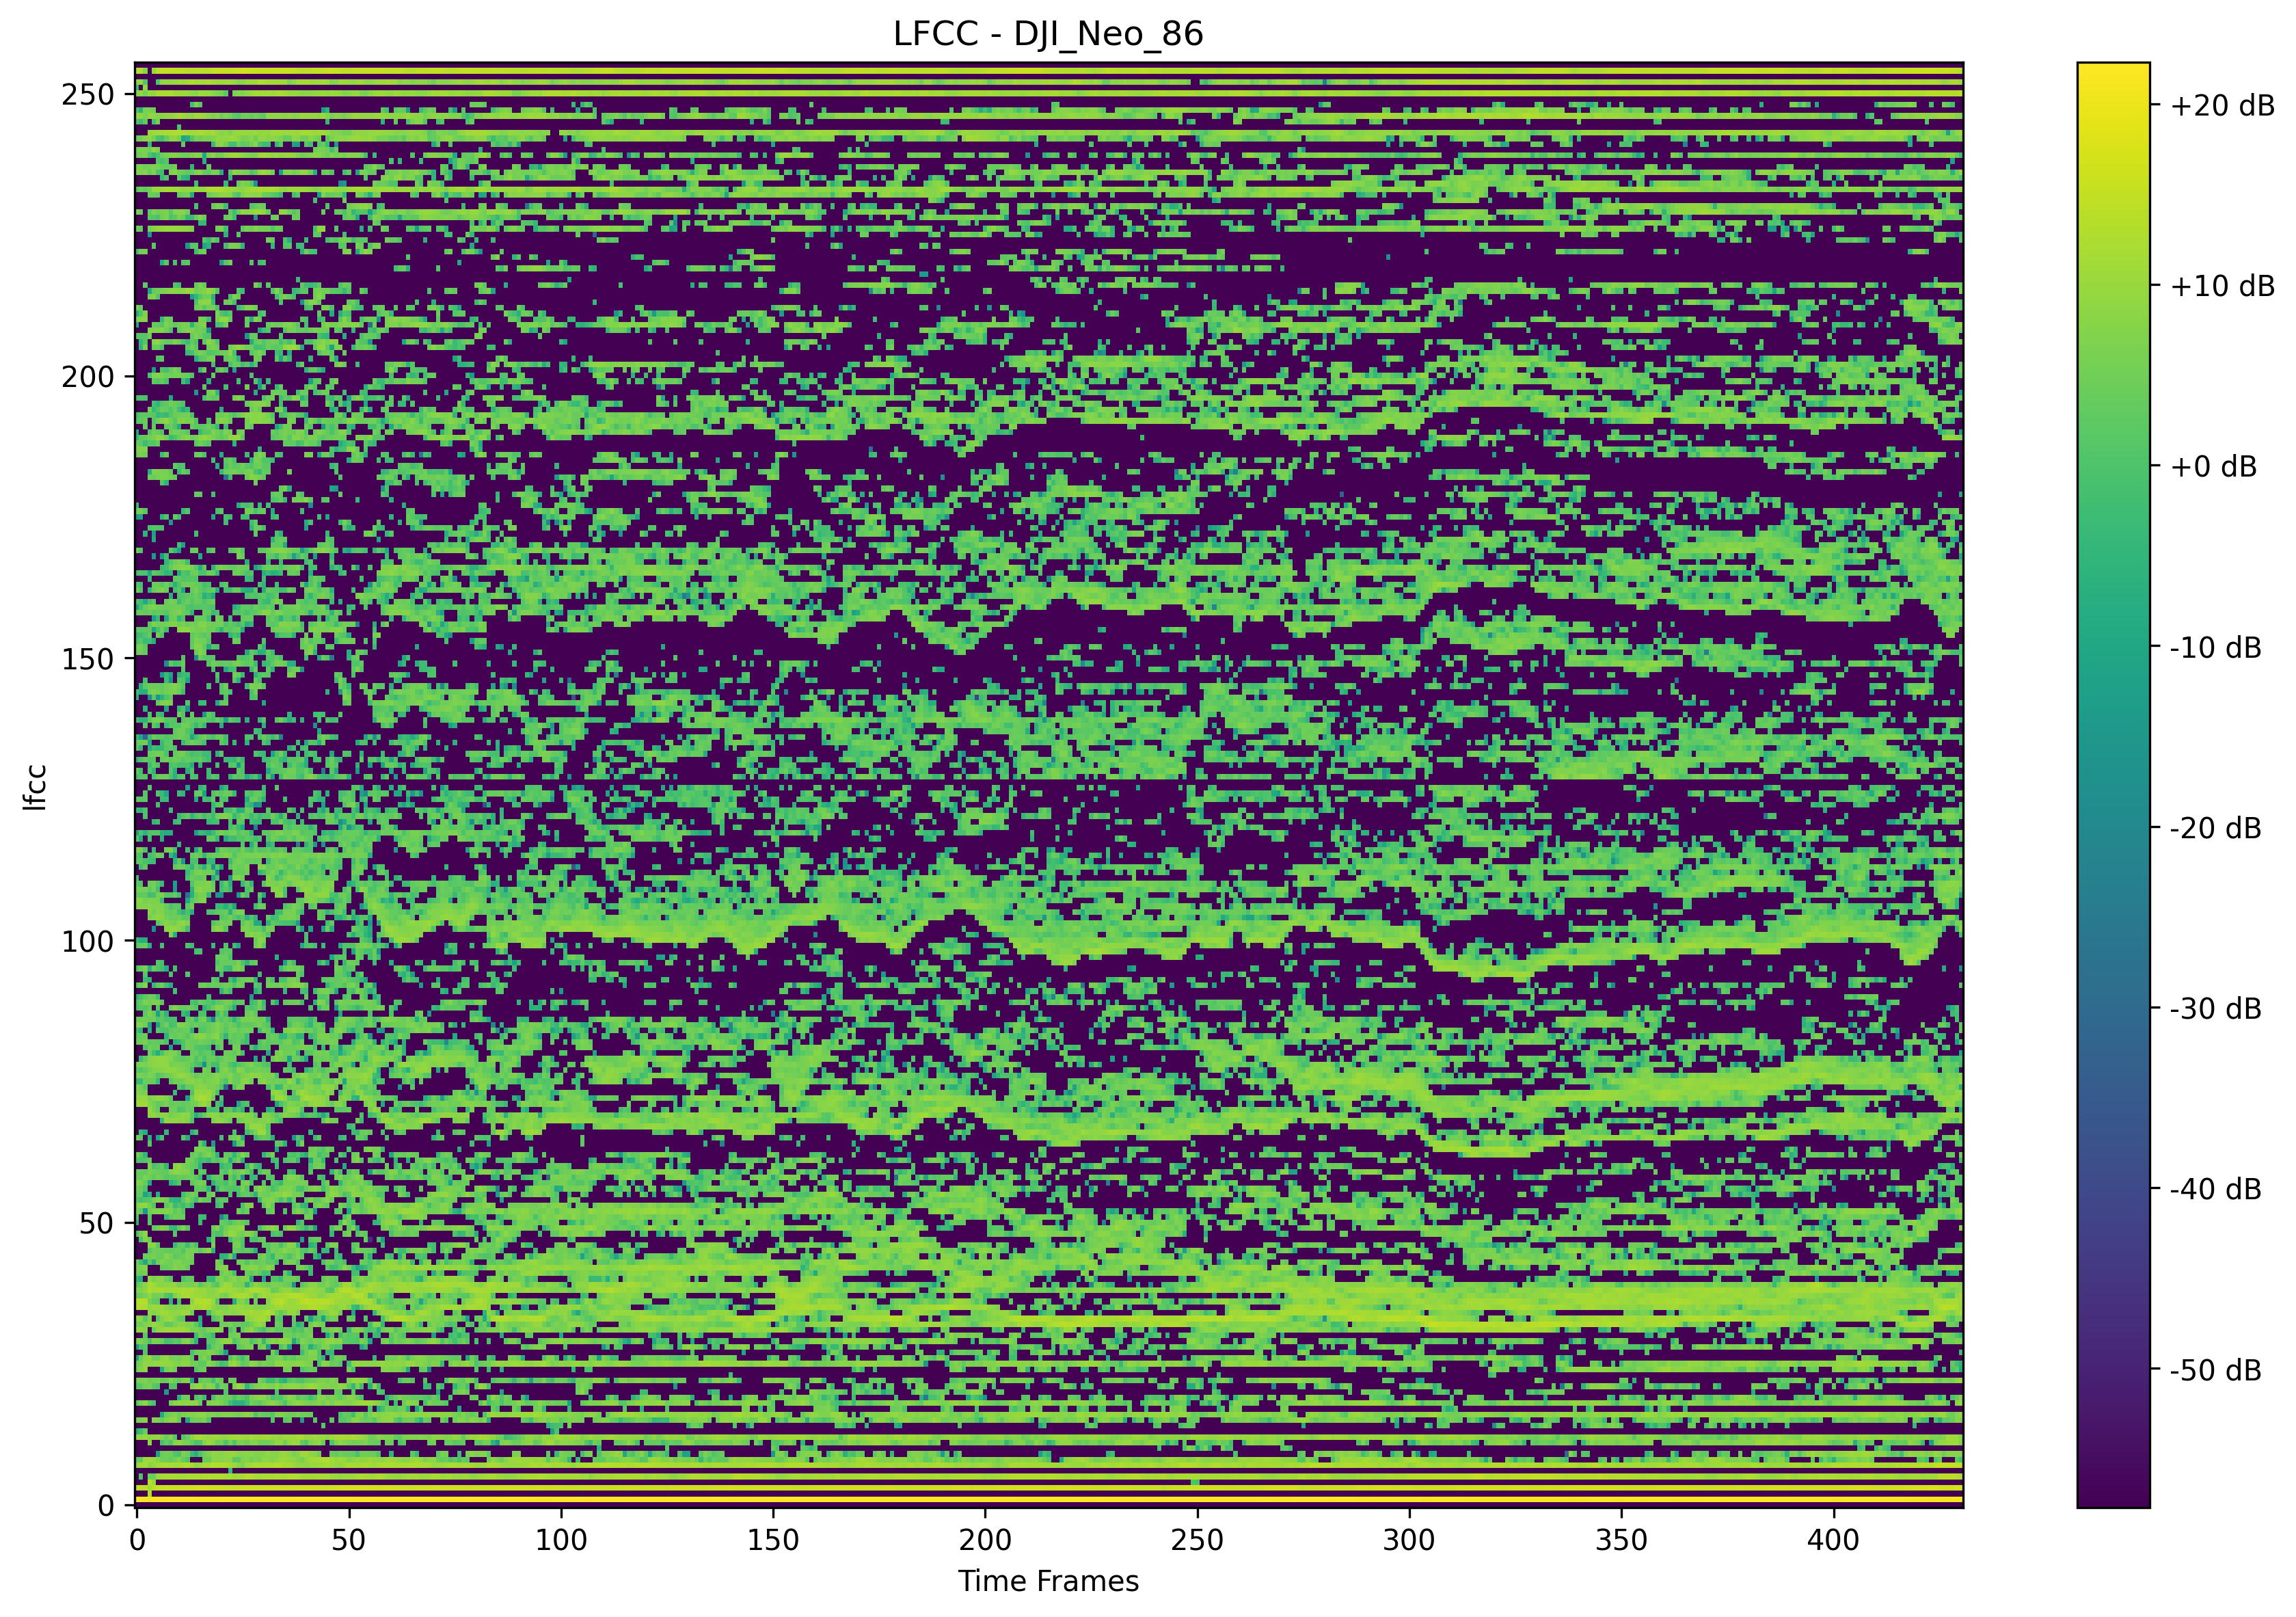 LFCC - DJI_Neo_86
250
200
150
100
50
0
lfcc
0 50 100 150 200 250 300 350 400
Time Frames
+20 dB
+10 dB
+0 dB
-10 dB
-20 dB
-30 dB
-40 dB
-50 dB